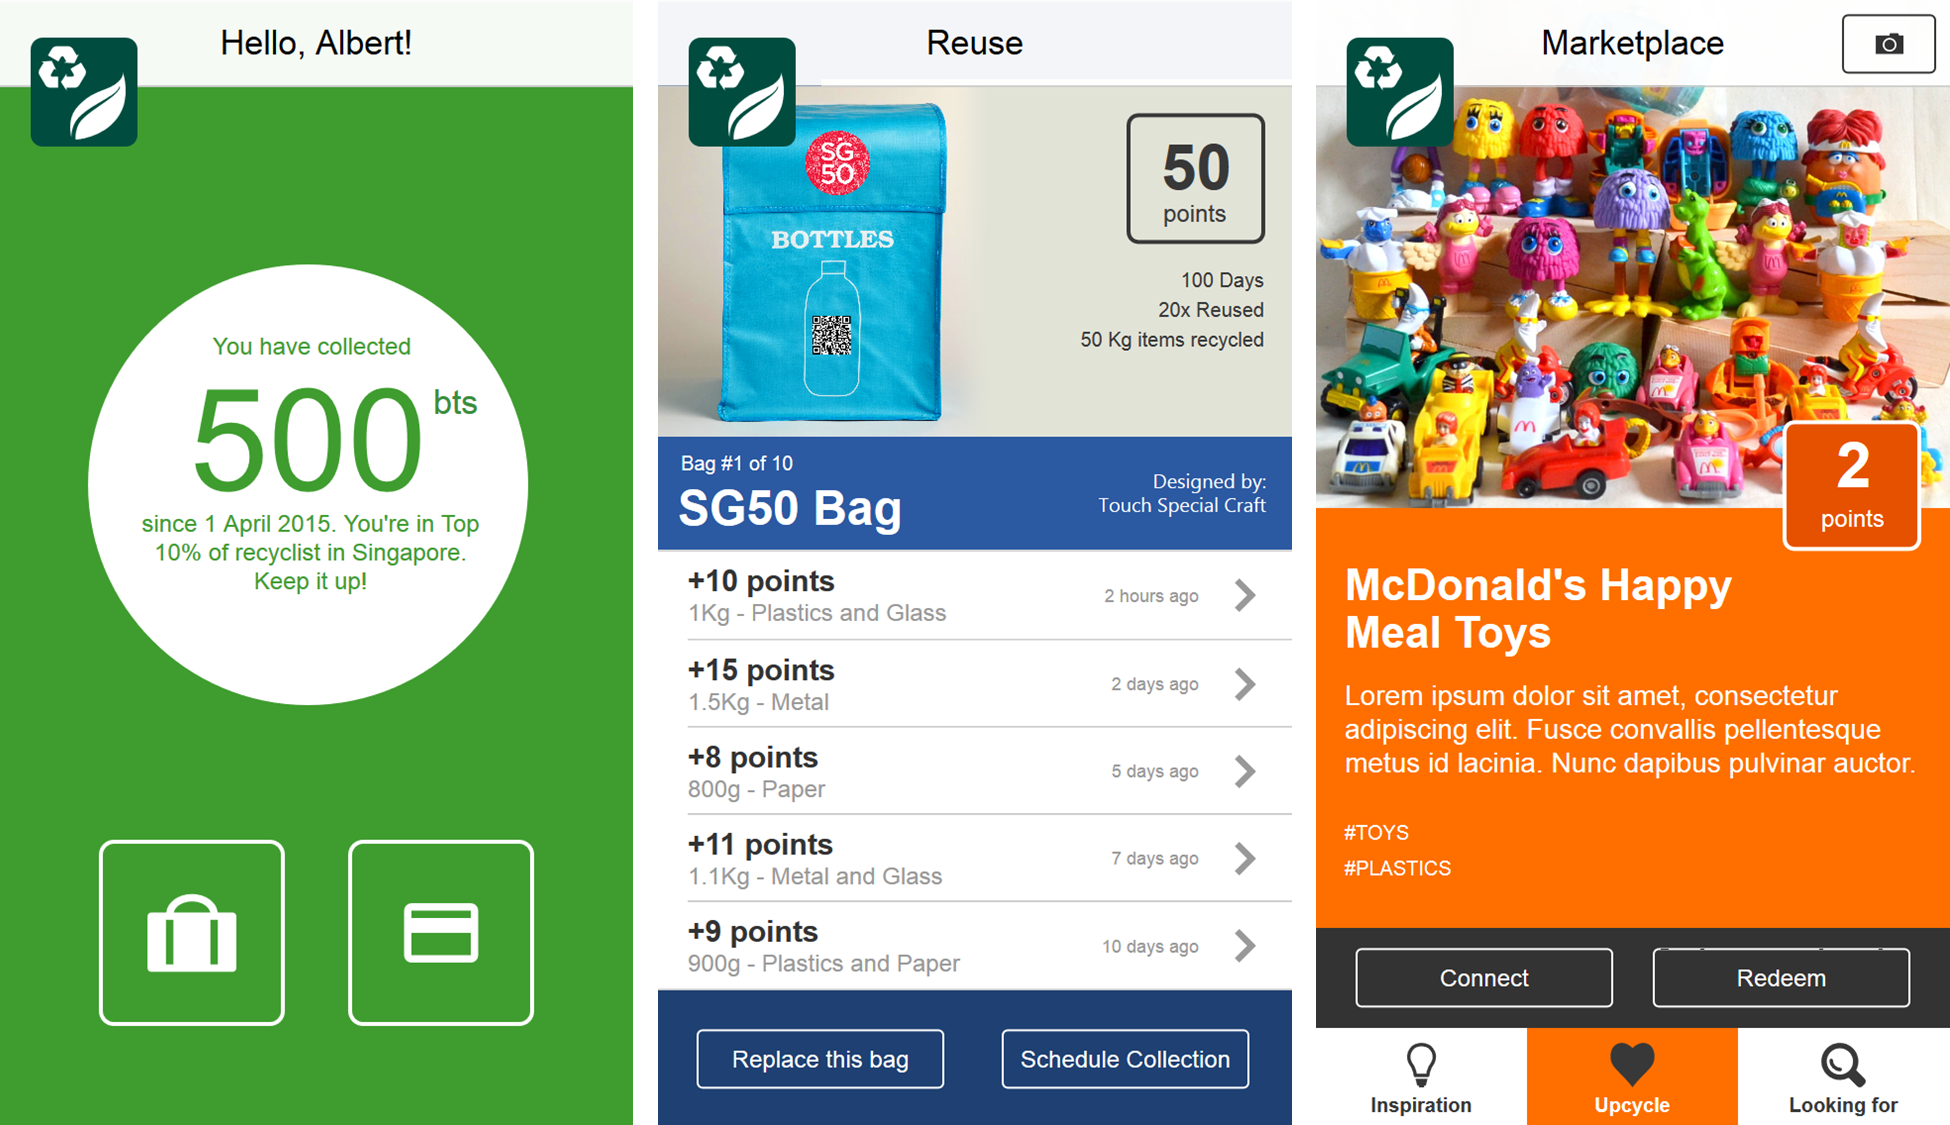 Hello, Albert!
You have collected
500 bts
since 1 April 2015. You're in Top
10% of recyclist in Singapore.
Keep it up!
Reuse
SG
50
BOTTLES
50
points
100 Days
20x Reused
50 Kg items recycled
Bag #1 of 10
SG50 Bag
Designed by:
Touch Special Craft
+10 points
1Kg - Plastics and Glass
2 hours ago
+15 points
1.5Kg - Metal
2 days ago
+8 points
800g - Paper
5 days ago
+11 points
1.1Kg - Metal and Glass
7 days ago
+9 points
900g - Plastics and Paper
10 days ago
Replace this bag
Schedule Collection
Marketplace
2
points
McDonald's Happy
Meal Toys
Lorem ipsum dolor sit amet, consectetur
adipiscing elit. Fusce convallis pellentesque
metus id lacinia. Nunc dapibus pulvinar auctor.
#TOYS
#PLASTICS
Connect
Redeem
Inspiration
Upcycle
Looking for